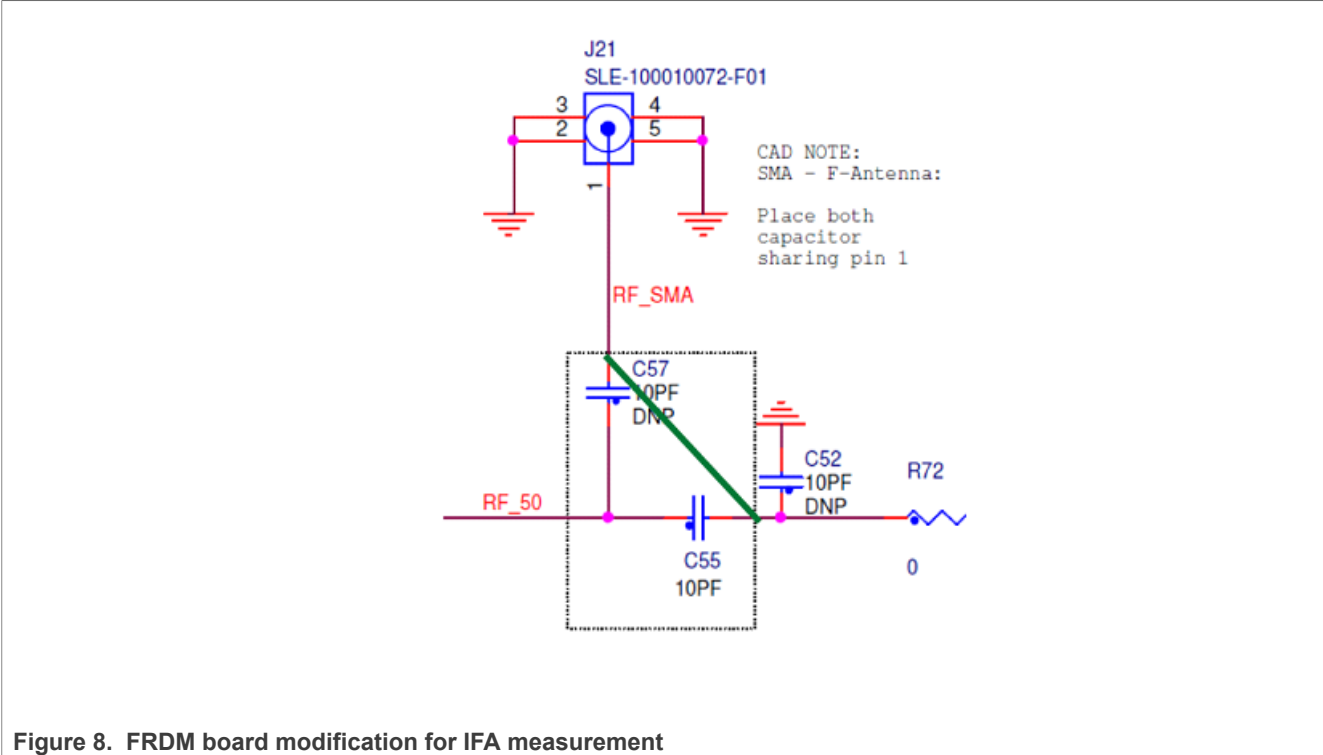 J21
SLE-100010072-F01
3
4
2
5
CAD NOTE:
SMA - F-Antenna:
1
Place both
capacitor
sharing pin 1
RF_SMA
C57
10PF
DNP
C52
10PF
DNP
R72
RF_50
C55
10PF
0
Figure 8. FRDM board modification for IFA measurement